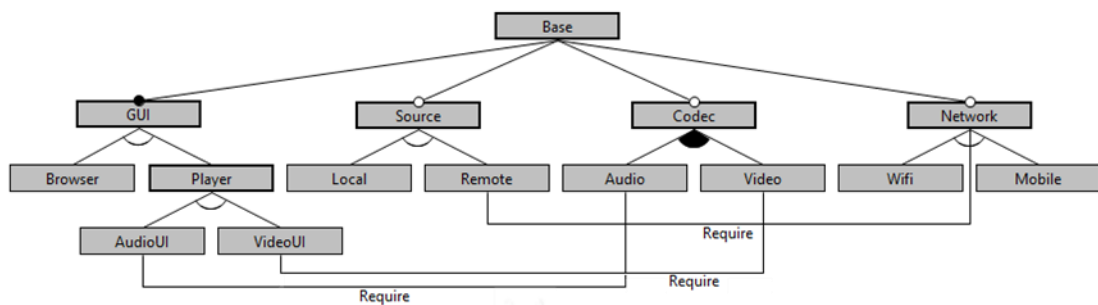 Base
GUI Source Codec Network
Browser Player Local Remote Audio Video Wifi Mobile
AudioUI VideoUI Require
Require
Require